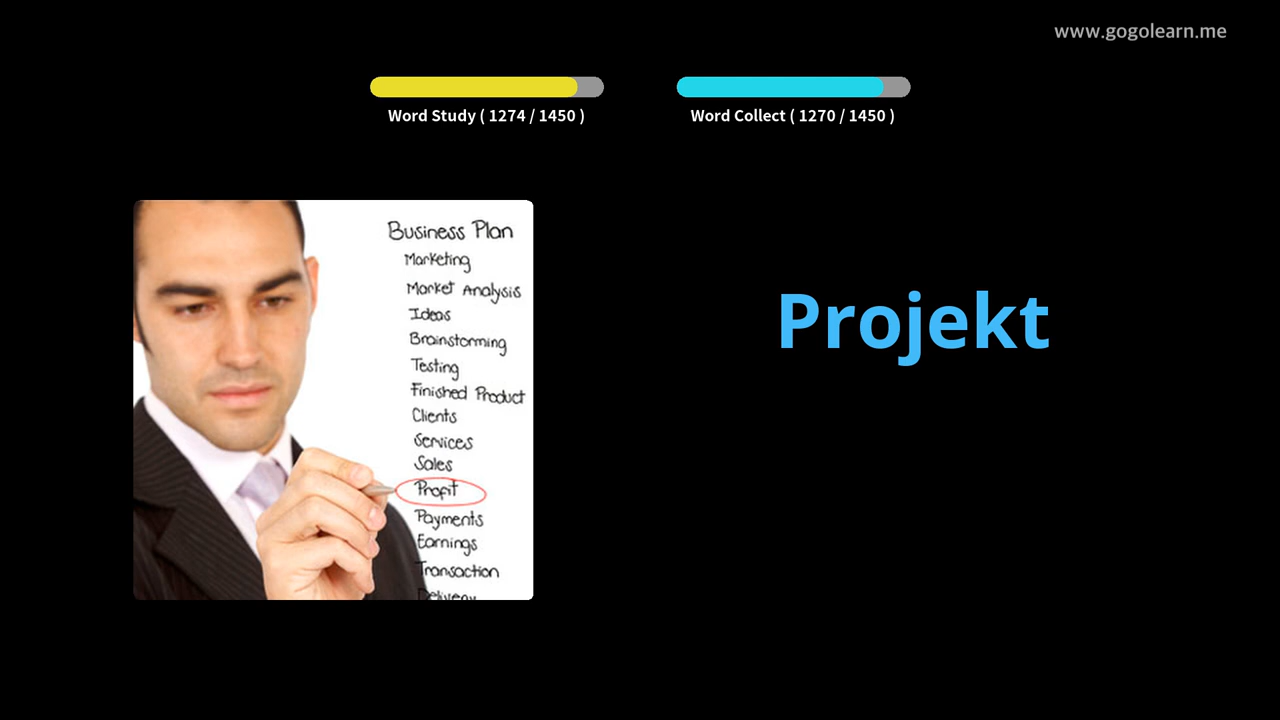 www.gogolearn.me
Word Study ( 1274 / 1450 )
Word Collect ( 1270 / 1450 )
Business Plan
Marketing
Market Analysis
Ideas
Brainstorming
Testing
Finished Product
Clients
Services
Sales
Profit
Payments
Earnings
Transaction
Delivery
Projekt